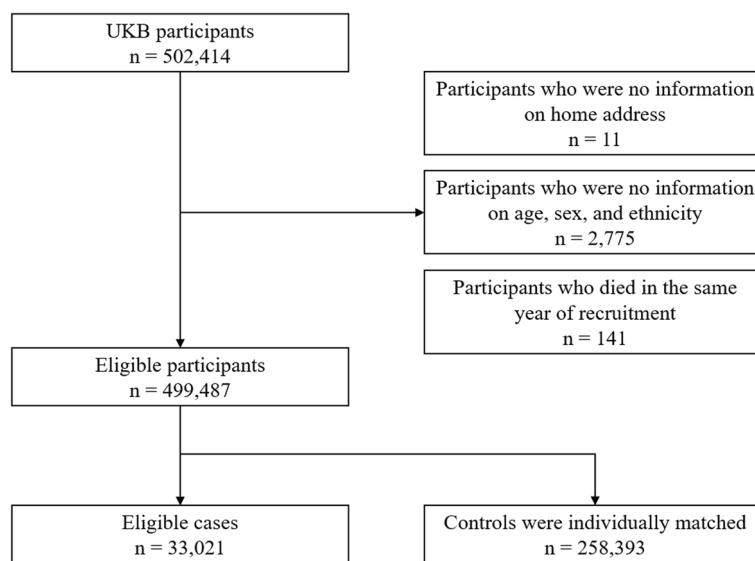 UKB participants
n = 502,414
Participants who were no information
on home address
n = 11
Participants who were no information
on age, sex, and ethnicity
n = 2,775
Participants who died in the same
year of recruitment
n = 141
Eligible participants
n = 499,487
Eligible cases
n = 33,021
Controls were individually matched
n = 258,393